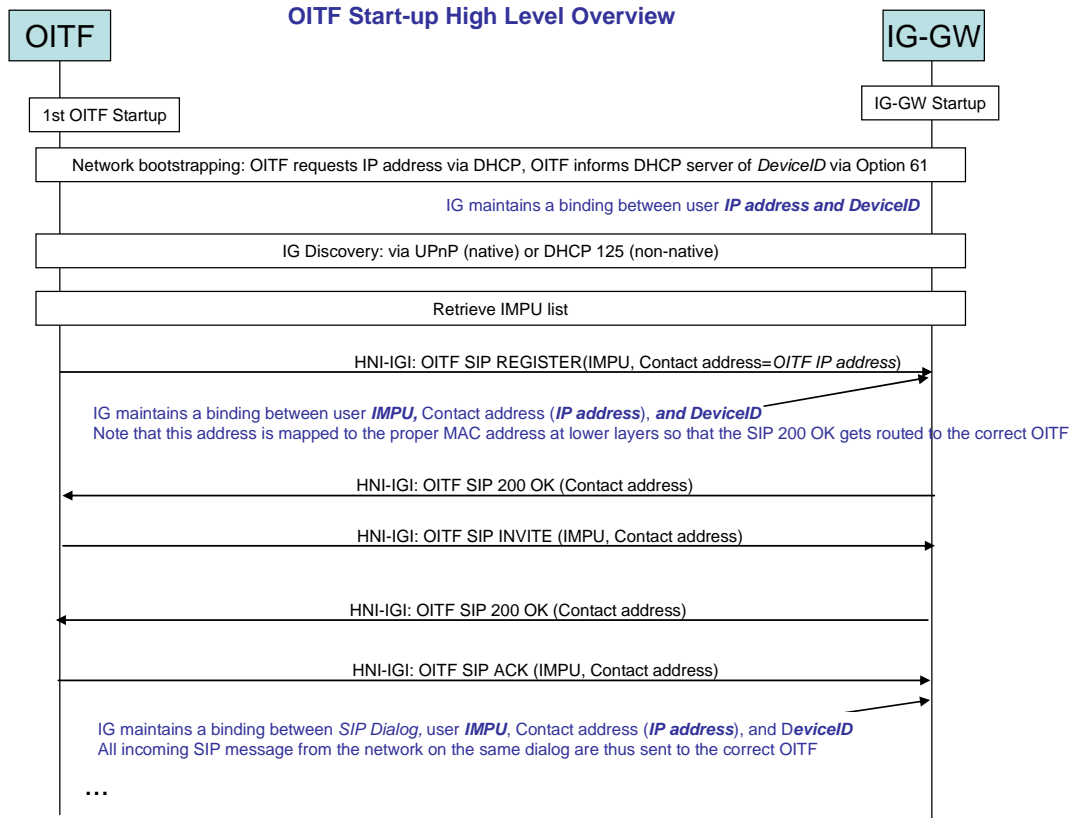 OITF Start-up High Level Overview
OITF
IG-GW
1st OITF Startup
IG-GW Startup
Network bootstrapping: OITF requests IP address via DHCP, OITF informs DHCP server of DeviceID via Option 61
IG maintains a binding between user IP address and DeviceID
IG Discovery: via UPnP (native) or DHCP 125 (non-native)
Retrieve IMPU list
HNI-IGI: OITF SIP REGISTER(IMPU, Contact address=OITF IP address)
IG maintains a binding between user IMPU, Contact address (IP address), and DeviceID
Note that this address is mapped to the proper MAC address at lower layers so that the SIP 200 OK gets routed to the correct OITF
HNI-IGI: OITF SIP 200 OK (Contact address)
HNI-IGI: OITF SIP INVITE (IMPU, Contact address)
HNI-IGI: OITF SIP 200 OK (Contact address)
HNI-IGI: OITF SIP ACK (IMPU, Contact address)
IG maintains a binding between SIP Dialog, user IMPU, Contact address (IP address), and DeviceID
All incoming SIP message from the network on the same dialog are thus sent to the correct OITF
...